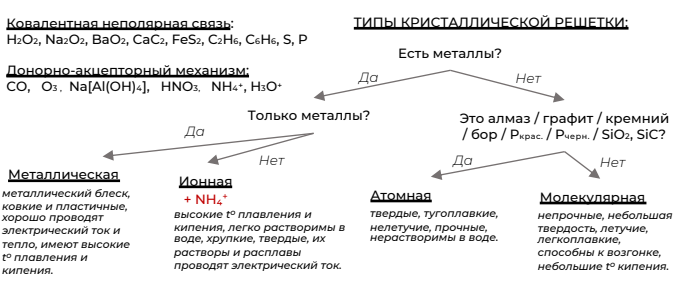 Ковалентная неполярная связь:
H₂O₂, Na₂O₂, BaO₂, CaC₂, FeS₂, C₂H₆, C₆H₆, S, P
Донорно-акцепторный механизм:
CO, O₃, Na[Al(OH)₄], HNO₃, NH₄⁺, H₃O⁺
ТИПЫ КРИСТАЛЛИЧЕСКОЙ РЕШЕТКИ:
Есть металлы?
Да
Нет
Только металлы?
Это алмаз / графит / кремний
/ бор / Pкрас. / Pчерн. / SiO₂, SiC?
Да
Нет
Да
Нет
Металлическая
металлический блеск,
ковкие и пластичные,
хорошо проводят
электрический ток и
тепло, имеют высокие
tº плавления и
кипения.
Ионная
+ NH₄⁺
высокие tº плавления и
кипения, легко растворимы в
воде, хрупкие, твердые, их
растворы и расплавы
проводят электрический ток.
Атомная
твердые, тугоплавкие,
нелетучие, прочные,
нерастворимы в воде.
Молекулярная
непрочные, небольшая
твердость, летучие,
легкоплавкие,
способны к возгонке,
небольшие tº кипения.